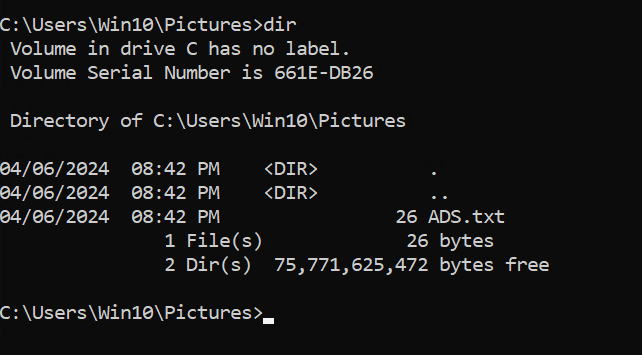 C:\Users\Win10\Pictures>dir
 Volume in drive C has no label.
 Volume Serial Number is 661E-DB26
 Directory of C:\Users\Win10\Pictures
04/06/2024  08:42 PM    <DIR>          .
04/06/2024  08:42 PM    <DIR>          ..
04/06/2024  08:42 PM                26 ADS.txt
               1 File(s)             26 bytes
               2 Dir(s)  75,771,625,472 bytes free
C:\Users\Win10\Pictures>